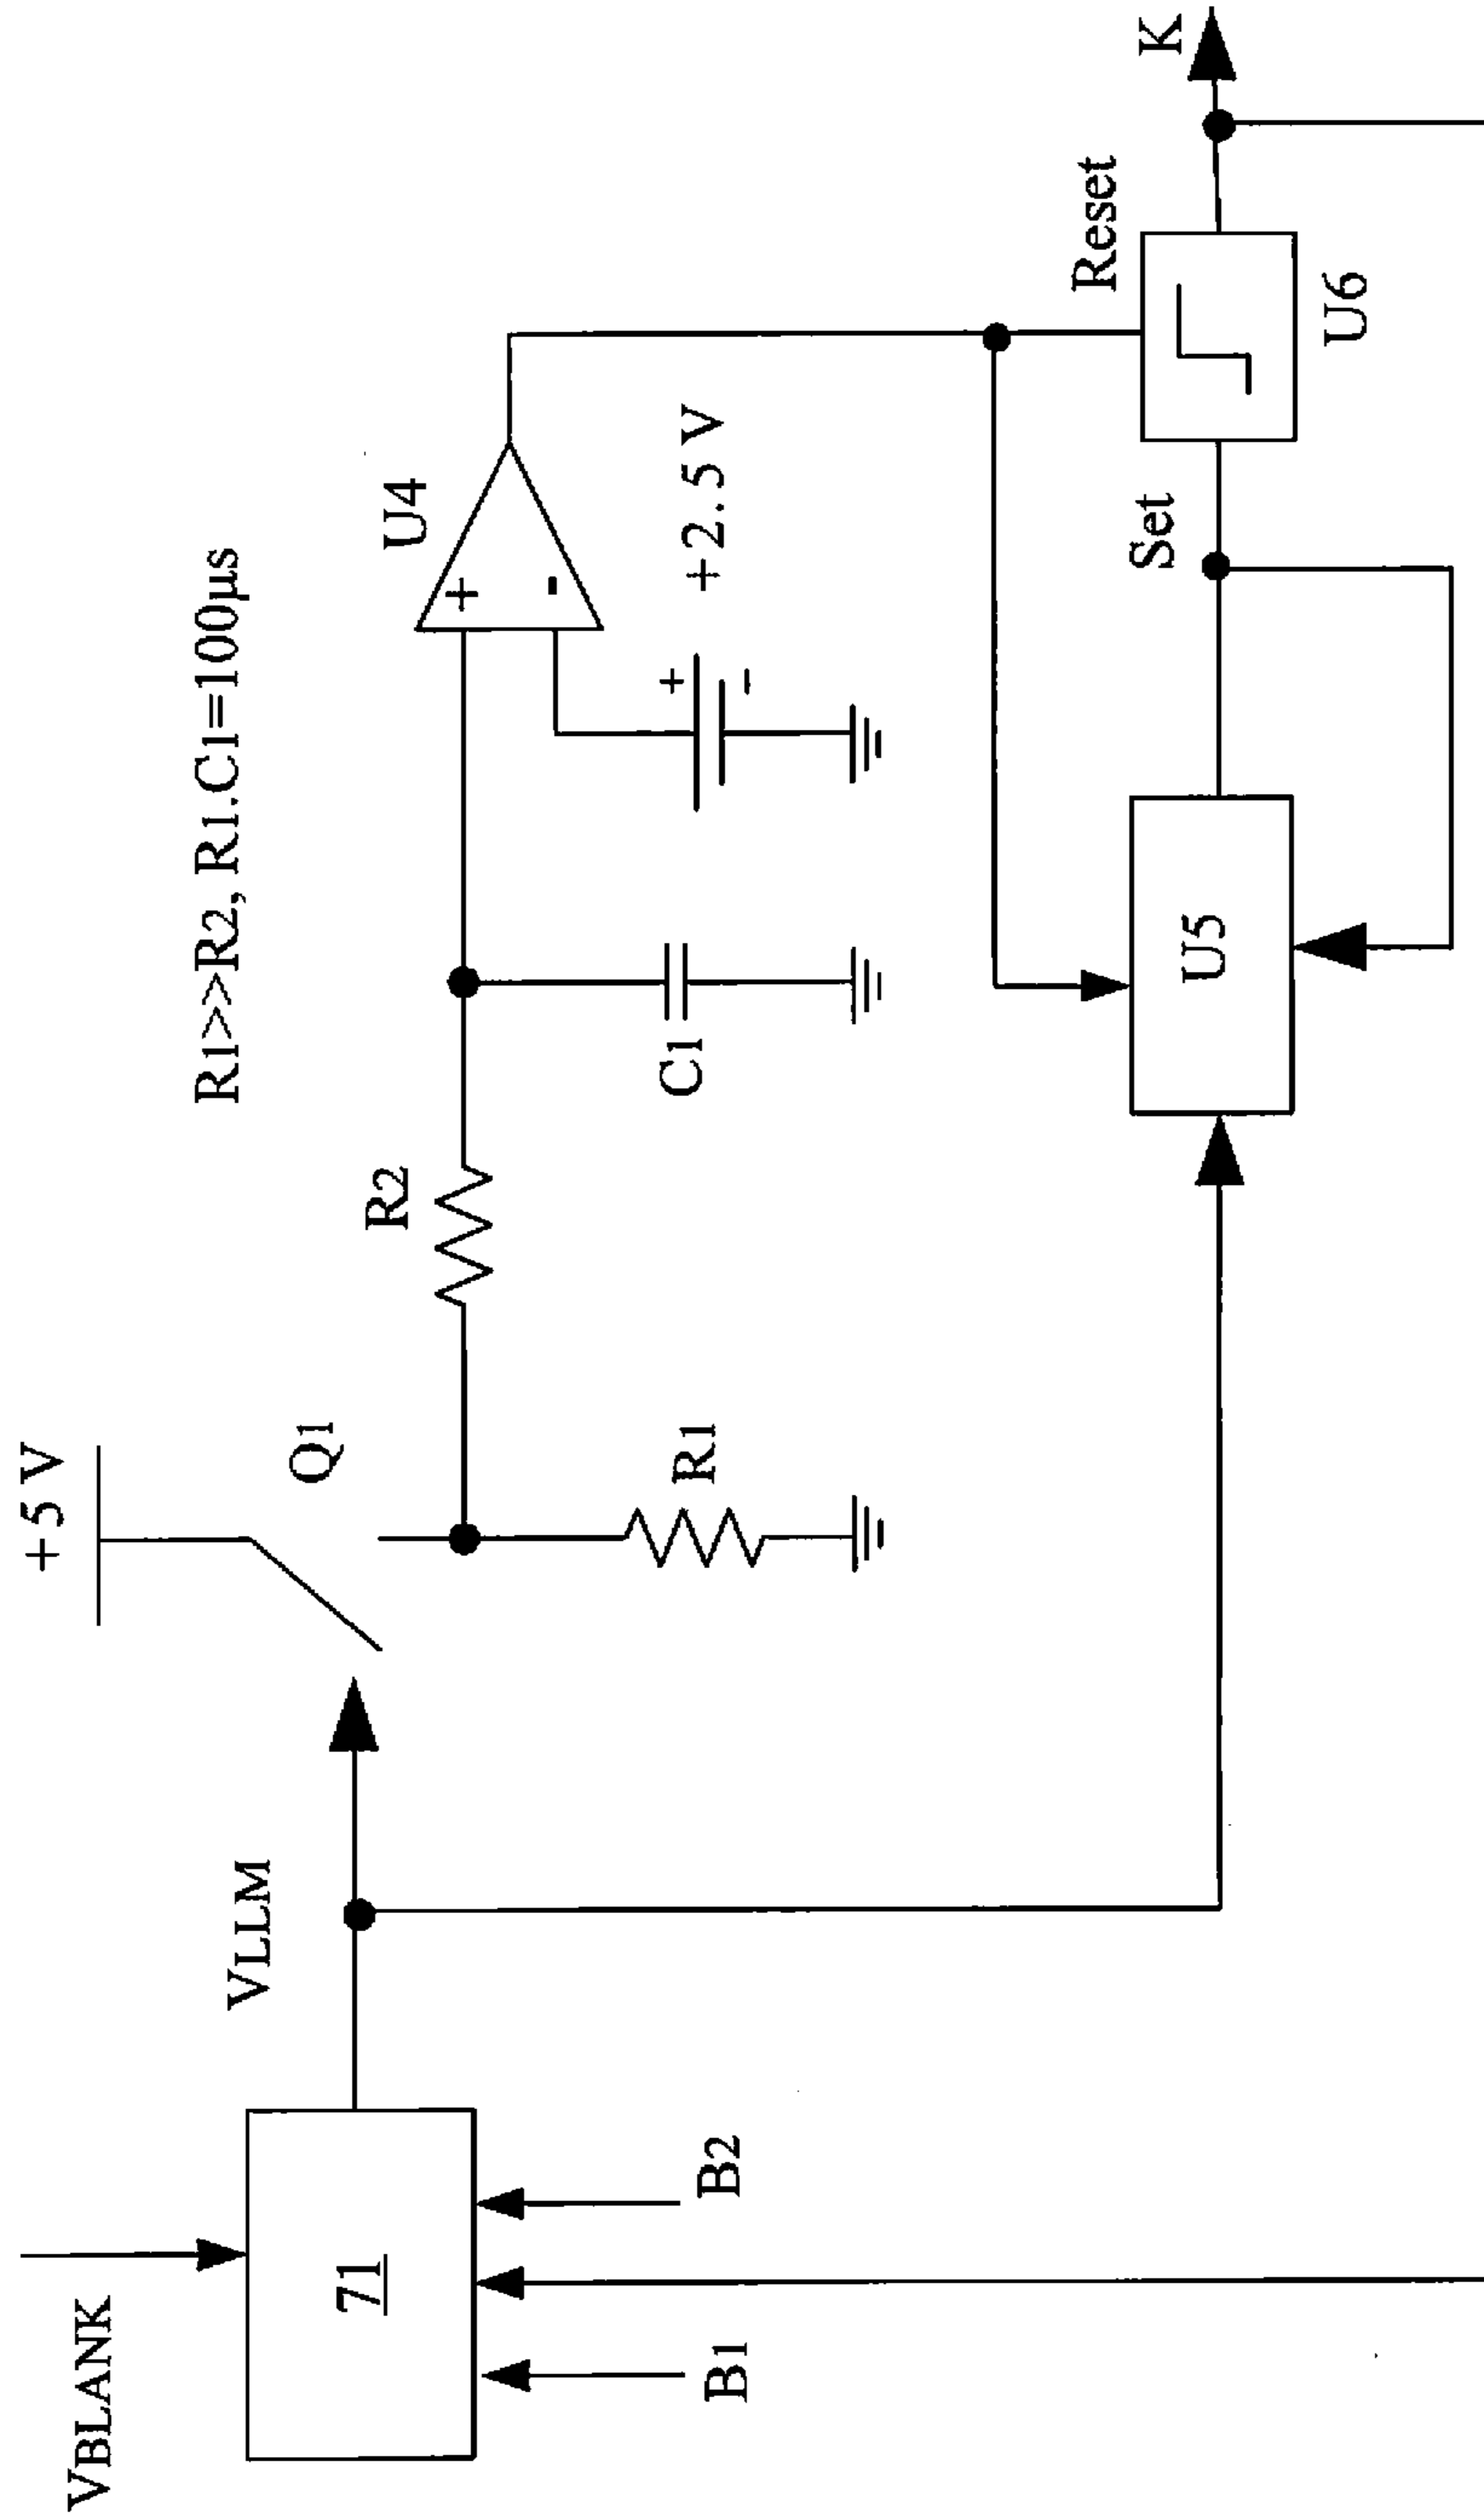 VBLANK
71
B1
B2
VLLM
+5 V
Q1
R1
R2
R1>>R2, R1.C1=100μs
C1
U4
+
-
+
-
+2.5 V
U5
Set
Reset
U6
K